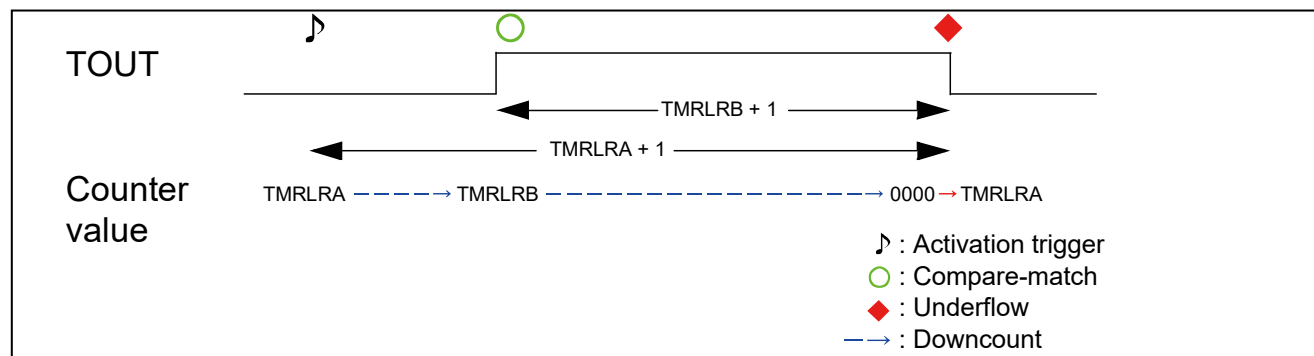 TOUT
TMRLRB + 1
TMRLRA + 1
Counter
value
TMRLRA TMRLRB 0000 → TMRLRA
: Activation trigger
: Compare-match
: Underflow
: Downcount